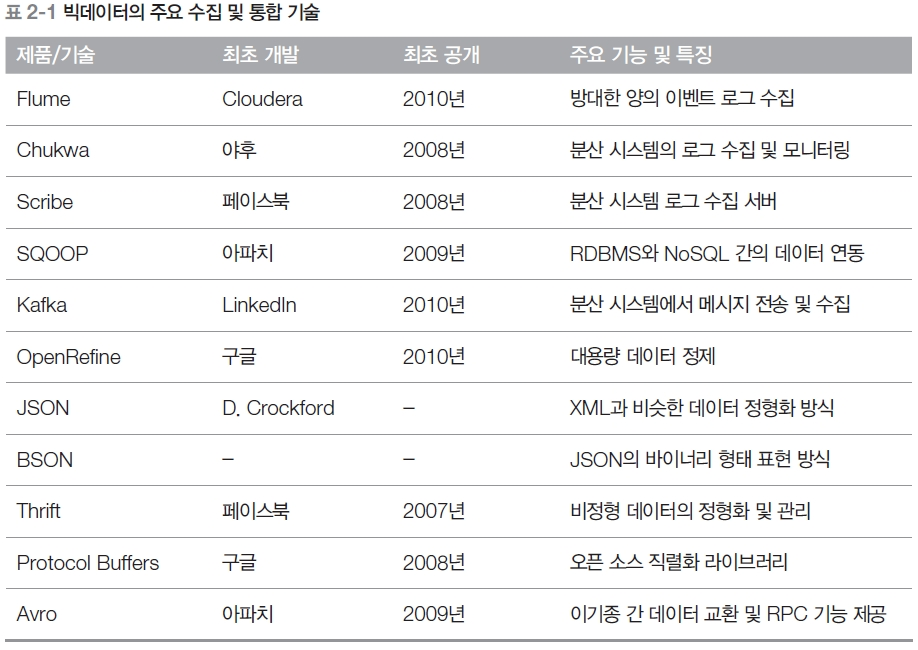 표 2-1 빅데이터의 주요 수집 및 통합 기술
제품/기술 최초 개발 최초 공개 주요 기능 및 특징
Flume Cloudera 2010년 방대한 양의 이벤트 로그 수집
Chukwa 야후 2008년 분산 시스템의 로그 수집 및 모니터링
Scribe 페이스북 2008년 분산 시스템 로그 수집 서버
SQOOP 아파치 2009년 RDBMS와 NoSQL 간의 데이터 연동
Kafka LinkedIn 2010년 분산 시스템에서 메시지 전송 및 수집
OpenRefine 구글 2010년 대용량 데이터 정제
JSON D. Crockford – XML과 비슷한 데이터 정형화 방식
BSON – – JSON의 바이너리 형태 표현 방식
Thrift 페이스북 2007년 비정형 데이터의 정형화 및 관리
Protocol Buffers 구글 2008년 오픈 소스 직렬화 라이브러리
Avro 아파치 2009년 이기종 간 데이터 교환 및 RPC 기능 제공